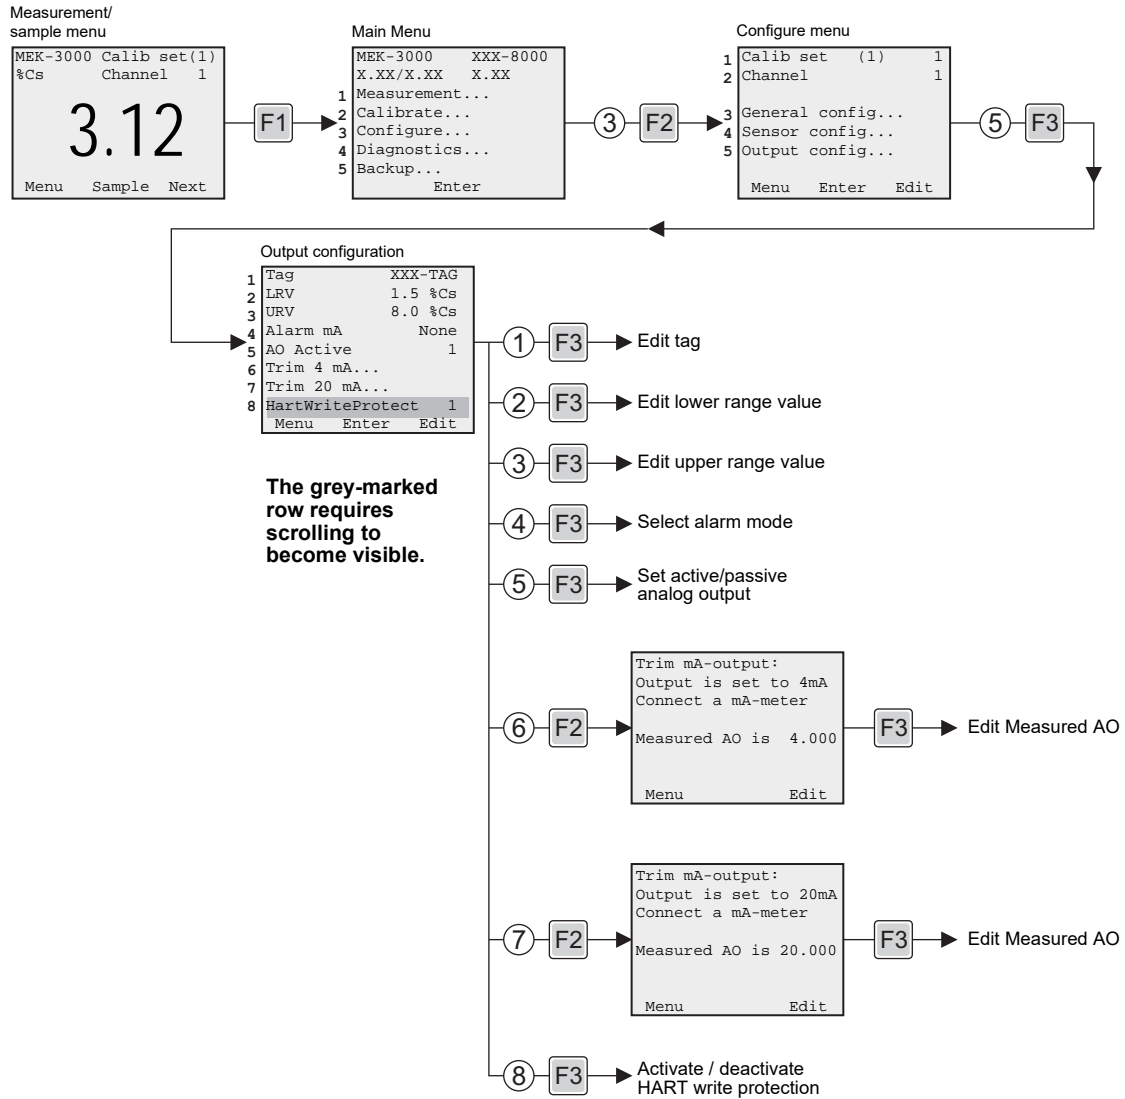 Measurement/
sample menu
MEK-3000 Calib set(1)
%Cs Channel 1
3.12
Menu Sample Next
F1
Main Menu
MEK-3000 XXX-8000
X.XX/X.XX X.XX
1 Measurement...
2 Calibrate...
3 Configure...
4 Diagnostics...
5 Backup...
Enter
3 F2
Configure menu
1 Calib set (1) 1
2 Channel 1
3 General config...
4 Sensor config...
5 Output config...
Menu Enter Edit
5 F3
Output configuration
1 Tag XXX-TAG
2 LRV 1.5 %Cs
3 URV 8.0 %Cs
4 Alarm mA None
5 AO Active 1
6 Trim 4 mA...
7 Trim 20 mA...
8 HartWriteProtect 1
Menu Enter Edit
The grey-marked
row requires
scrolling to
become visible.
1 F3 Edit tag
2 F3 Edit lower range value
3 F3 Edit upper range value
4 F3 Select alarm mode
5 F3 Set active/passive
analog output
6 F2
Trim mA-output:
Output is set to 4mA
Connect a mA-meter
Measured AO is 4.000
Menu Edit
F3 Edit Measured AO
7 F2
Trim mA-output:
Output is set to 20mA
Connect a mA-meter
Measured AO is 20.000
Menu Edit
F3 Edit Measured AO
8 F3 Activate / deactivate
HART write protection